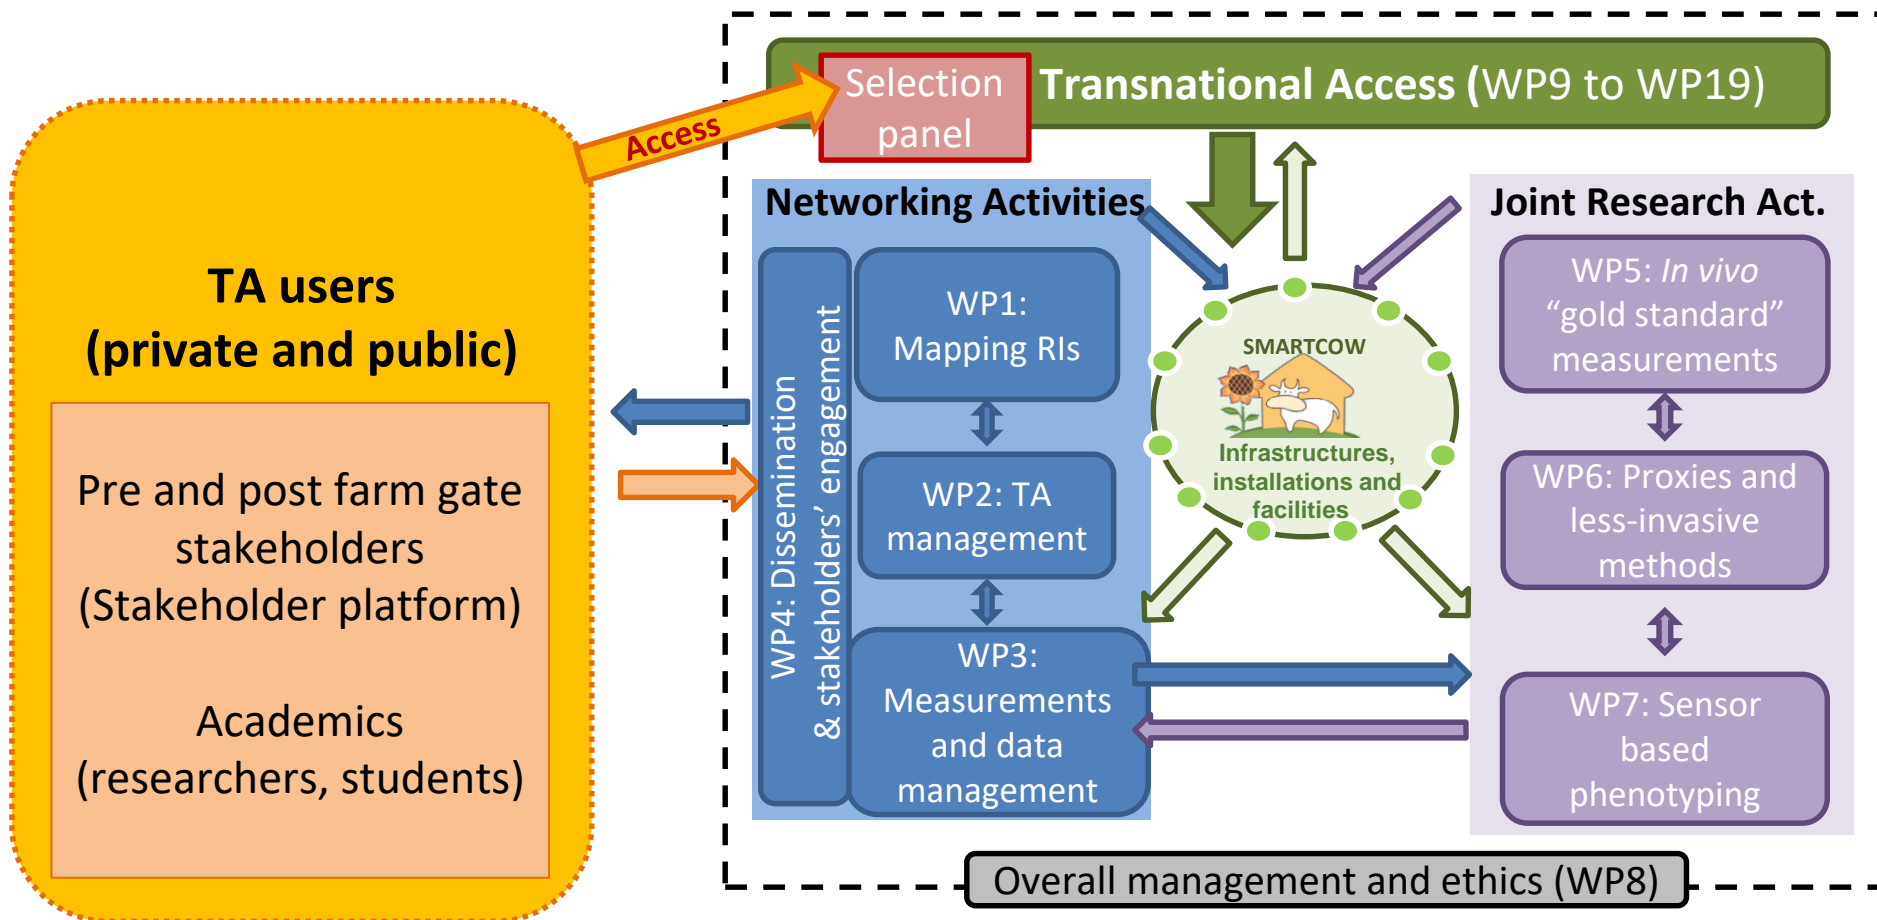 TA users
(private and public)
Pre and post farm gate
stakeholders
(Stakeholder platform)
Academics
(researchers, students)
Access
Selection
panel
Transnational Access (WP9 to WP19)
Networking Activities
WP4: Dissemination
& stakeholders’ engagement
WP1:
Mapping RIs
WP2: TA
management
WP3:
Measurements
and data
management
SMARTCOW
Infrastructures,
installations and
facilities
Joint Research Act.
WP5: In vivo
“gold standard”
measurements
WP6: Proxies and
less-invasive
methods
WP7: Sensor
based
phenotyping
Overall management and ethics (WP8)